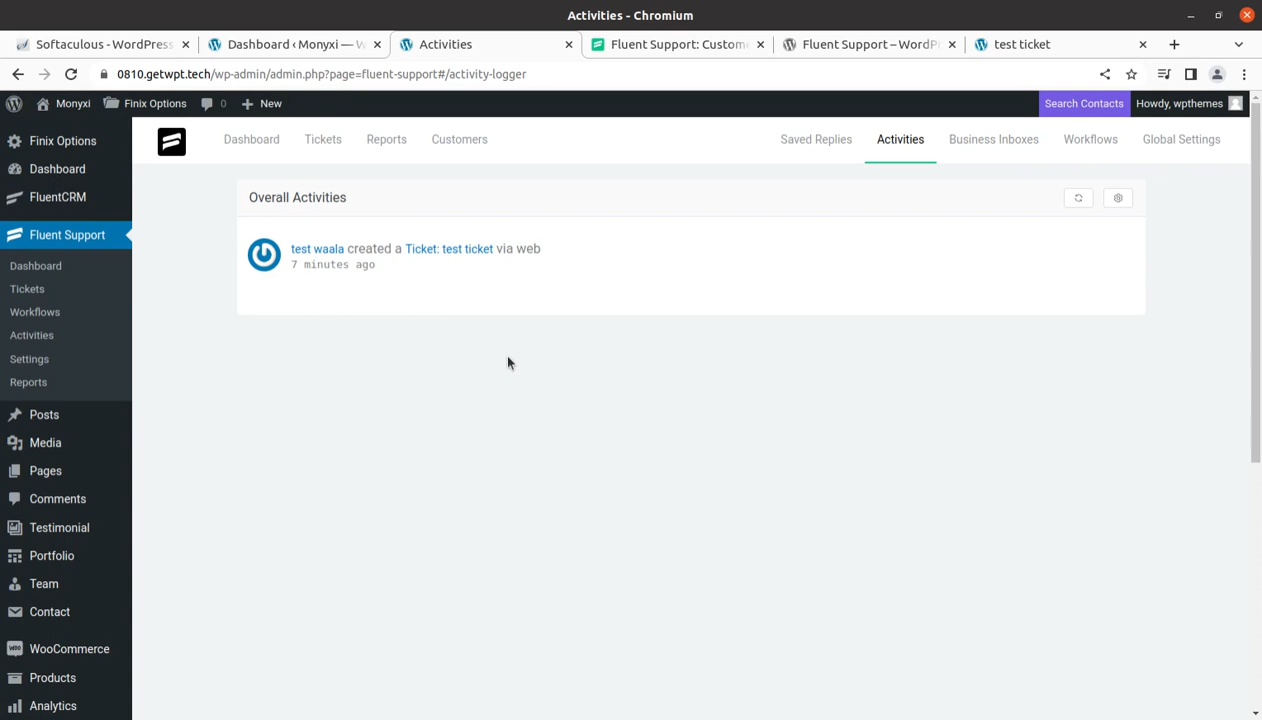 Activities - Chromium
Softaculous - WordPress
Dashboard ‹ Monyxi — W
Activities
Fluent Support: Custom
Fluent Support – WordPr
test ticket
0810.getwpt.tech/wp-admin/admin.php?page=fluent-support#/activity-logger
Monyxi
Finix Options
0
New
Search Contacts
Howdy, wpthemes
Finix Options
Dashboard
FluentCRM
Fluent Support
Dashboard
Tickets
Workflows
Activities
Settings
Reports
Posts
Media
Pages
Comments
Testimonial
Portfolio
Team
Contact
WooCommerce
Products
Analytics
Dashboard
Tickets
Reports
Customers
Saved Replies
Activities
Business Inboxes
Workflows
Global Settings
Overall Activities
test waala created a Ticket: test ticket via web
7 minutes ago